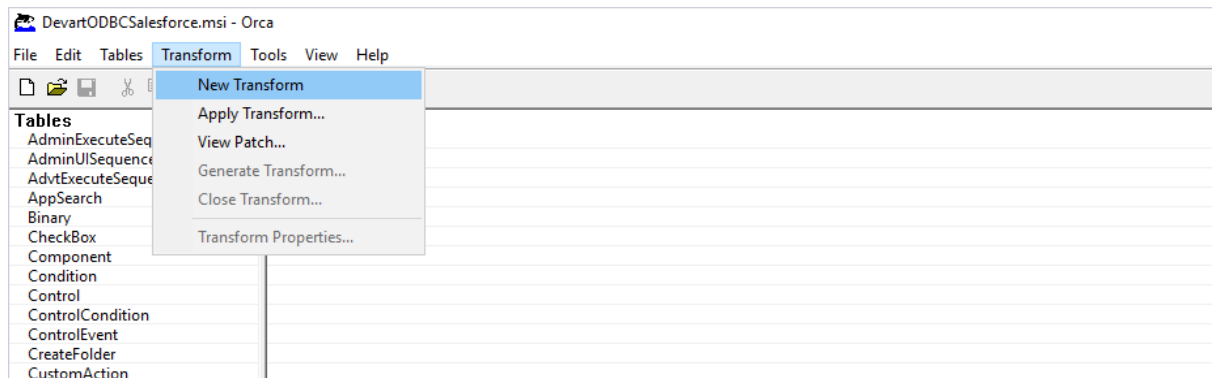 DevartODBCSalesforce.msi - Orca
File Edit Tables Transform Tools View Help
New Transform
Apply Transform...
View Patch...
Generate Transform...
Close Transform...
Transform Properties...
Tables
AdminExecuteSeq
AdminUISequence
AdvtExecuteSeque
AppSearch
Binary
CheckBox
Component
Condition
Control
ControlCondition
ControlEvent
CreateFolder
CustomAction